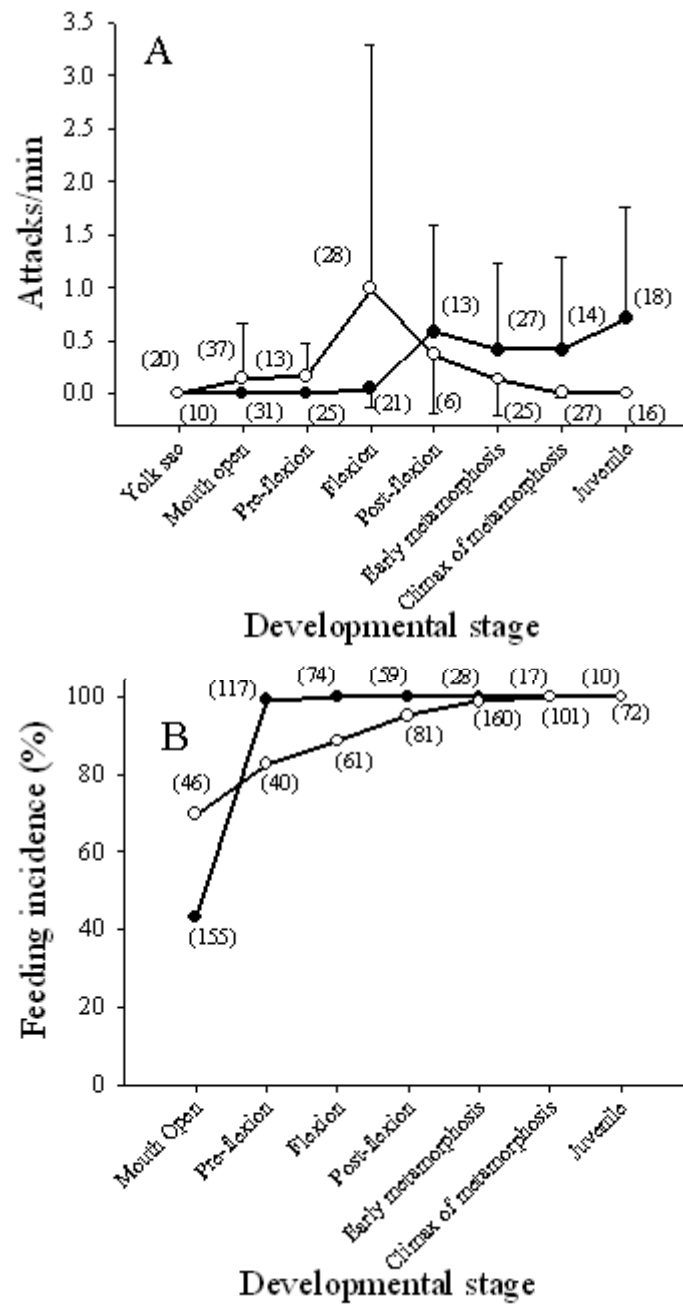 A
3.5
3.0
2.5
2.0
1.5
1.0
0.5
0.0
Attacks/min
(20) (37) (13) (28) (13) (27) (14) (18)
(10) (31) (25) (21) (6) (25) (27) (16)
Yolk sac
Mouth open
Pre-flexion
Flexion
Post-flexion
Early metamorphosis
Climax of metamorphosis
Juvenile
Developmental stage
B
100
80
60
40
20
0
Feeding incidence (%)
(117) (74) (59) (28) (17) (10)
(46) (40) (61) (81) (160) (101) (72)
(155)
Mouth Open
Pre-flexion
Flexion
Post-flexion
Early metamorphosis
Climax of metamorphosis
Juvenile
Developmental stage